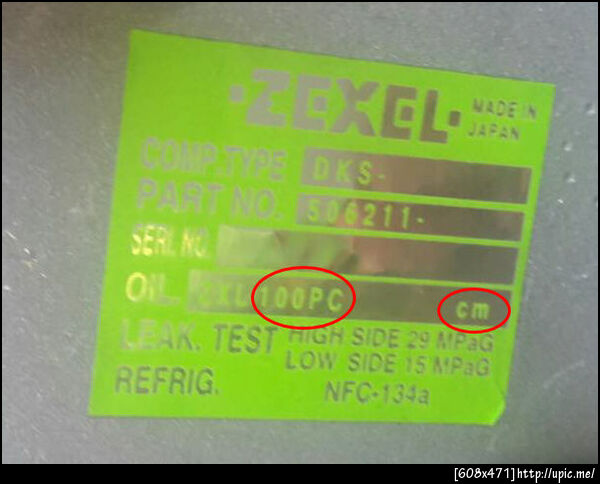 ·ZEXEL· MADE IN JAPAN
COMP. TYPE DKS-
PART NO. 506211-
SERI. NO.
OIL. ZXL100PC cm
LEAK. TEST HIGH SIDE 29 MPaG
LOW SIDE 15 MPaG
REFRIG. NFC-134a
[608x471]http://upic.me/